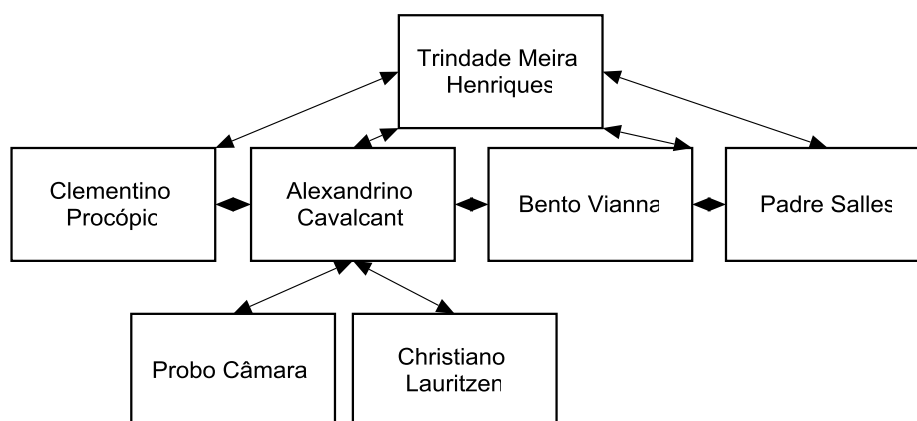 Trindade Meira
Henriques
Clementino
Procópic
Alexandrino
Cavalcant
Bento Vianna
Padre Salles
Probo Câmara
Christiano
Lauritzen